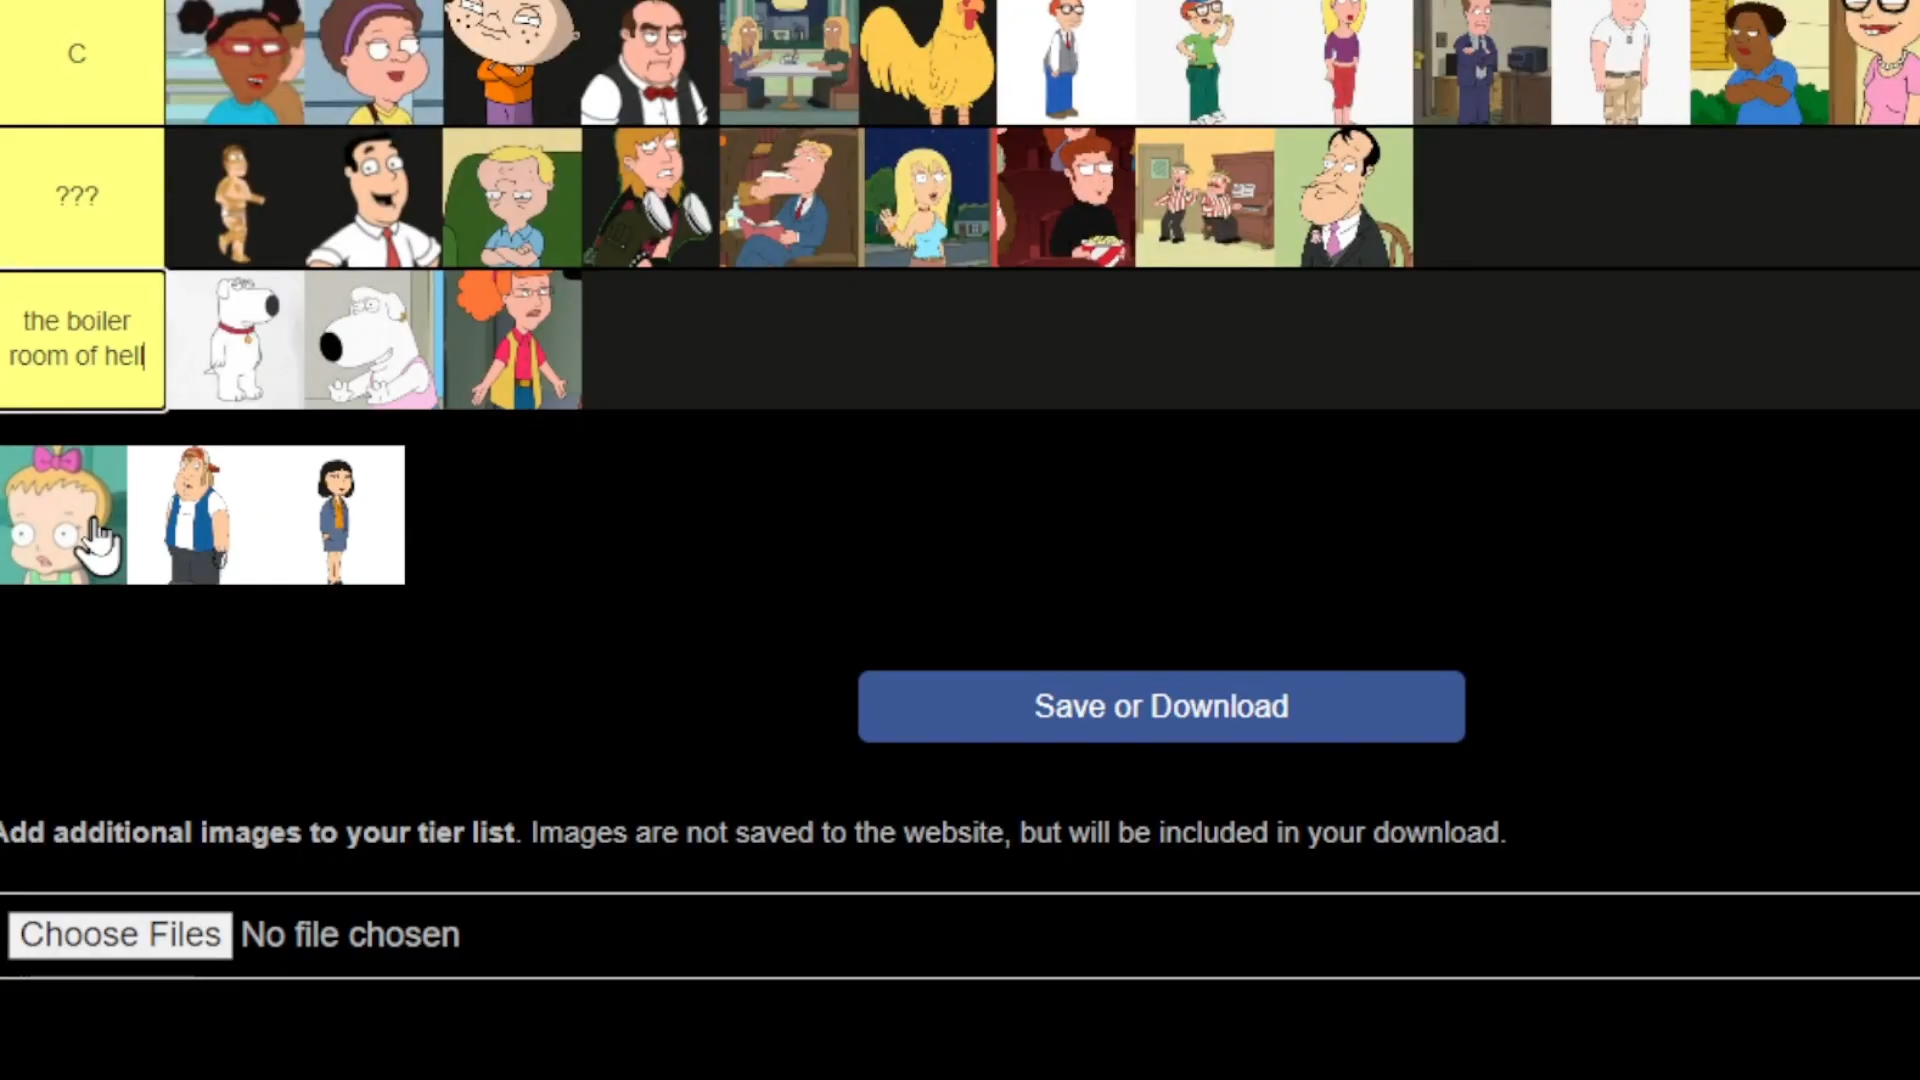 C
???
the boiler
room of hell
Save or Download
Add additional images to your tier list. Images are not saved to the website, but will be included in your download.
Choose Files No file chosen